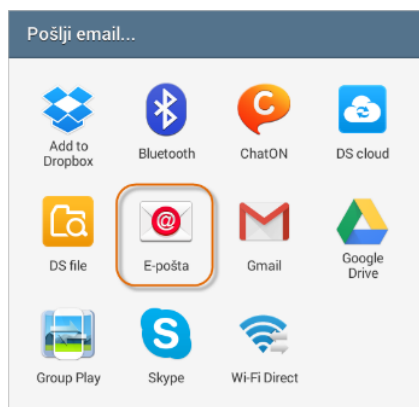 Pošlji email...
Add to
Dropbox
Bluetooth
C
ChatON
DS cloud
DS file
@
E-pošta
M
Gmail
Google
Drive
Group Play
S
Skype
Wi-Fi Direct